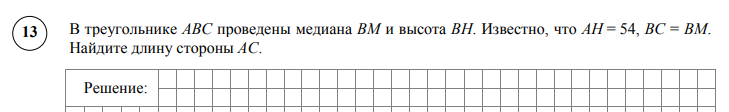 13
В треугольнике ABC проведены медиана BM и высота BH. Известно, что AH = 54, BC = BM.
Найдите длину стороны AC.
Решение: